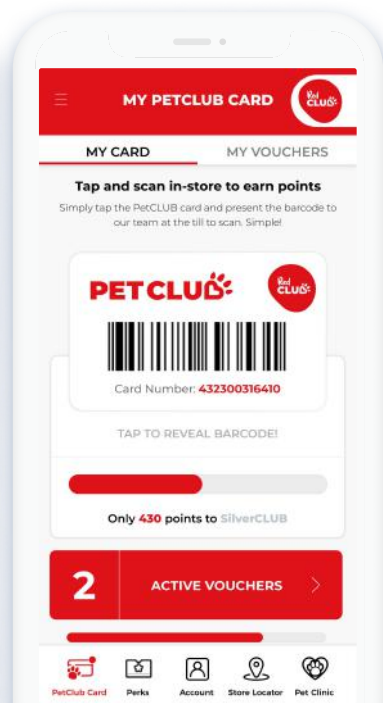 MY PETCLUB CARD
Red CLUB
MY CARD
MY VOUCHERS
Tap and scan in-store to earn points
Simply tap the PetCLUB card and present the barcode to
our team at the till to scan. Simple!
PETCLUB
Red CLUB
Card Number: 432300316410
TAP TO REVEAL BARCODE!
Only 430 points to SilverCLUB
2
ACTIVE VOUCHERS
PetClub Card
Perks
Account
Store Locator
Pet Clinic